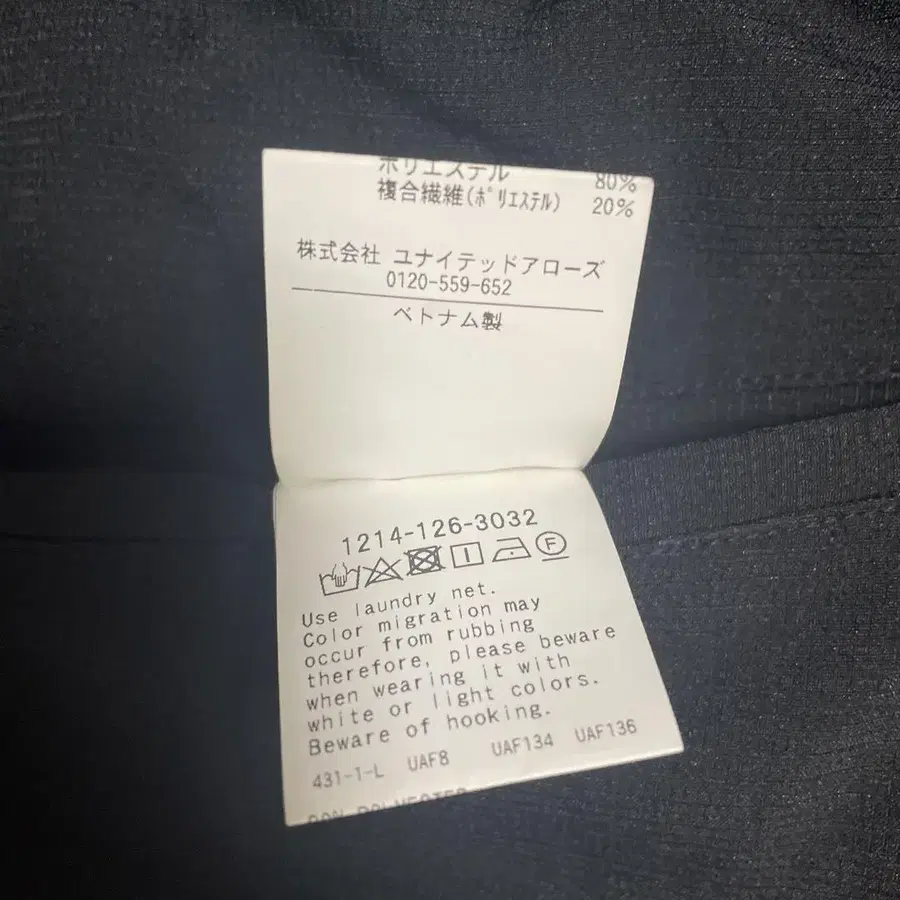 ポリエステル 80%
複合繊維(ポリエステル) 20%
株式会社 ユナイテッドアローズ
0120-559-652
ベトナム製
1214-126-3032
F
Use laundry net.
Color migration may
occur from rubbing
therefore, please beware
when wearing it with
white or light colors.
Beware of hooking.
431-1-L UAF8 UAF134 UAF136